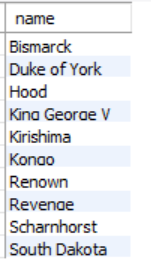 name
Bismarck
Duke of York
Hood
King George V
Kirishima
Kongo
Renown
Revenge
Scharnhorst
South Dakota